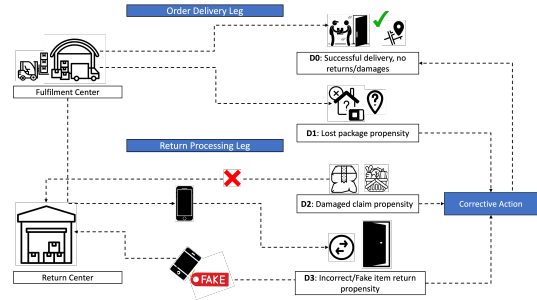 Order Delivery Leg
D0: Successful delivery, no
returns/damages
Fulfilment Center
D1: Lost package propensity
Return Processing Leg
D2: Damaged claim propensity
Corrective Action
Return Center
FAKE
D3: Incorrect/Fake item return
propensity